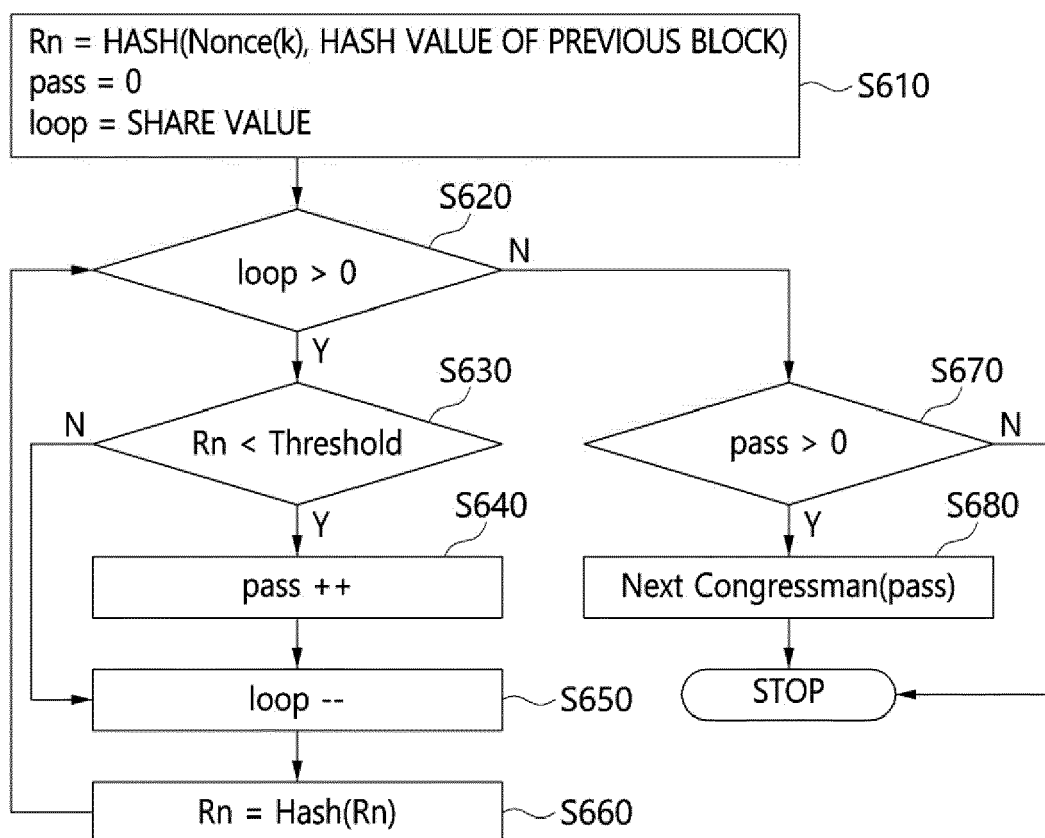 Rn = HASH(Nonce(k), HASH VALUE OF PREVIOUS BLOCK)
pass = 0
loop = SHARE VALUE
S610
S620
loop > 0
N
Y
S630
N
Rn < Threshold
Y
S670
pass > 0
N
Y
S640
pass ++
S680
Next Congressman(pass)
loop --
S650
STOP
Rn = Hash(Rn)
S660